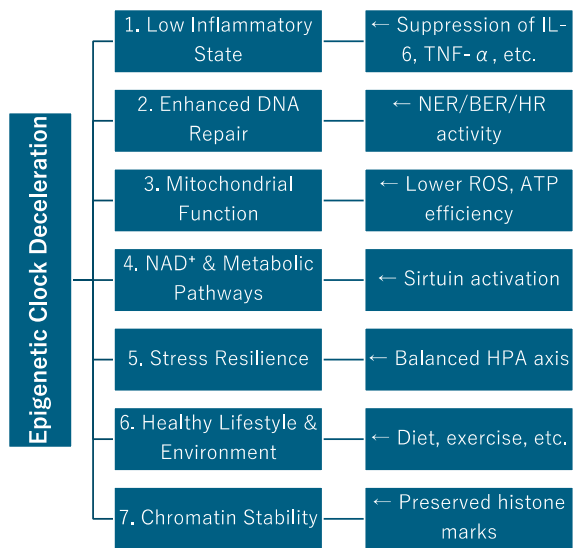 Epigenetic Clock Deceleration
1. Low Inflammatory
State
← Suppression of IL-
6, TNF- α, etc.
2. Enhanced DNA
Repair
← NER/BER/HR
activity
3. Mitochondrial
Function
← Lower ROS, ATP
efficiency
4. NAD⁺ & Metabolic
Pathways
← Sirtuin activation
5. Stress Resilience
← Balanced HPA axis
6. Healthy Lifestyle &
Environment
← Diet, exercise, etc.
7. Chromatin Stability
← Preserved histone
marks